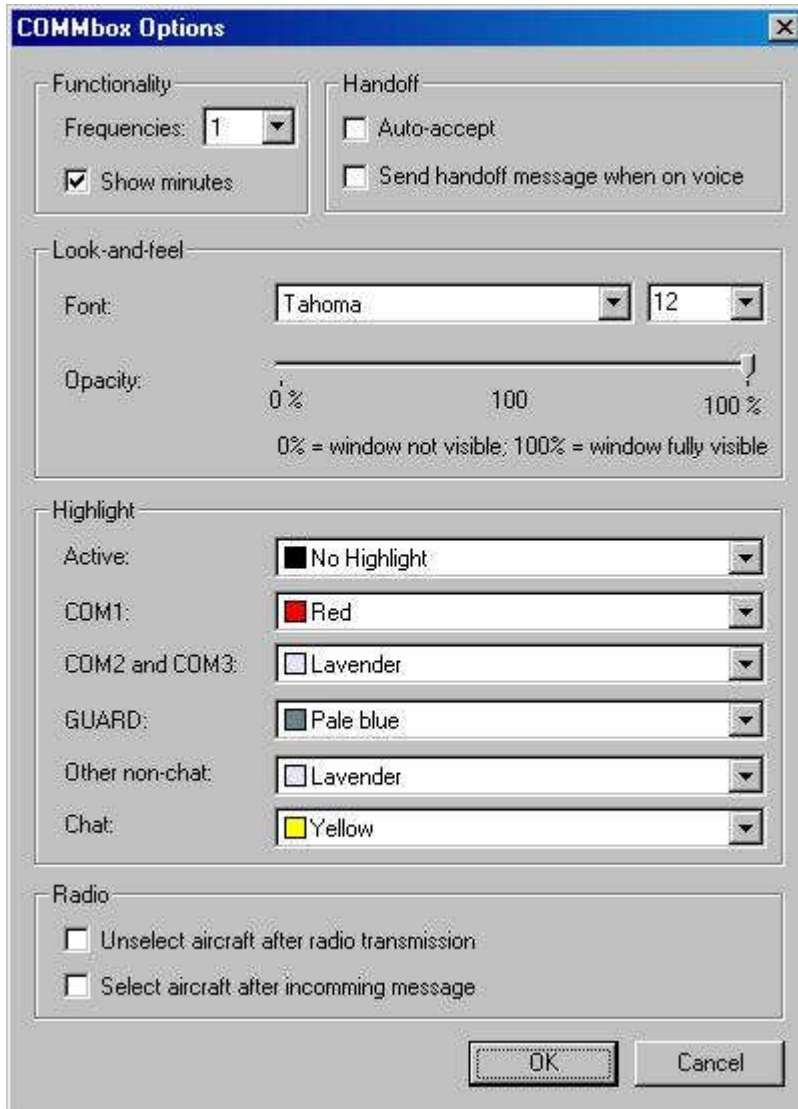 COMMbox Options
Functionality
Frequencies: 1
Show minutes
Handoff
Auto-accept
Send handoff message when on voice
Look-and-feel
Font: Tahoma 12
Opacity:
0 % 100 100 %
0% = window not visible; 100% = window fully visible
Highlight
Active: No Highlight
COM1: Red
COM2 and COM3: Lavender
GUARD: Pale blue
Other non-chat: Lavender
Chat: Yellow
Radio
Unselect aircraft after radio transmission
Select aircraft after incomming message
OK Cancel